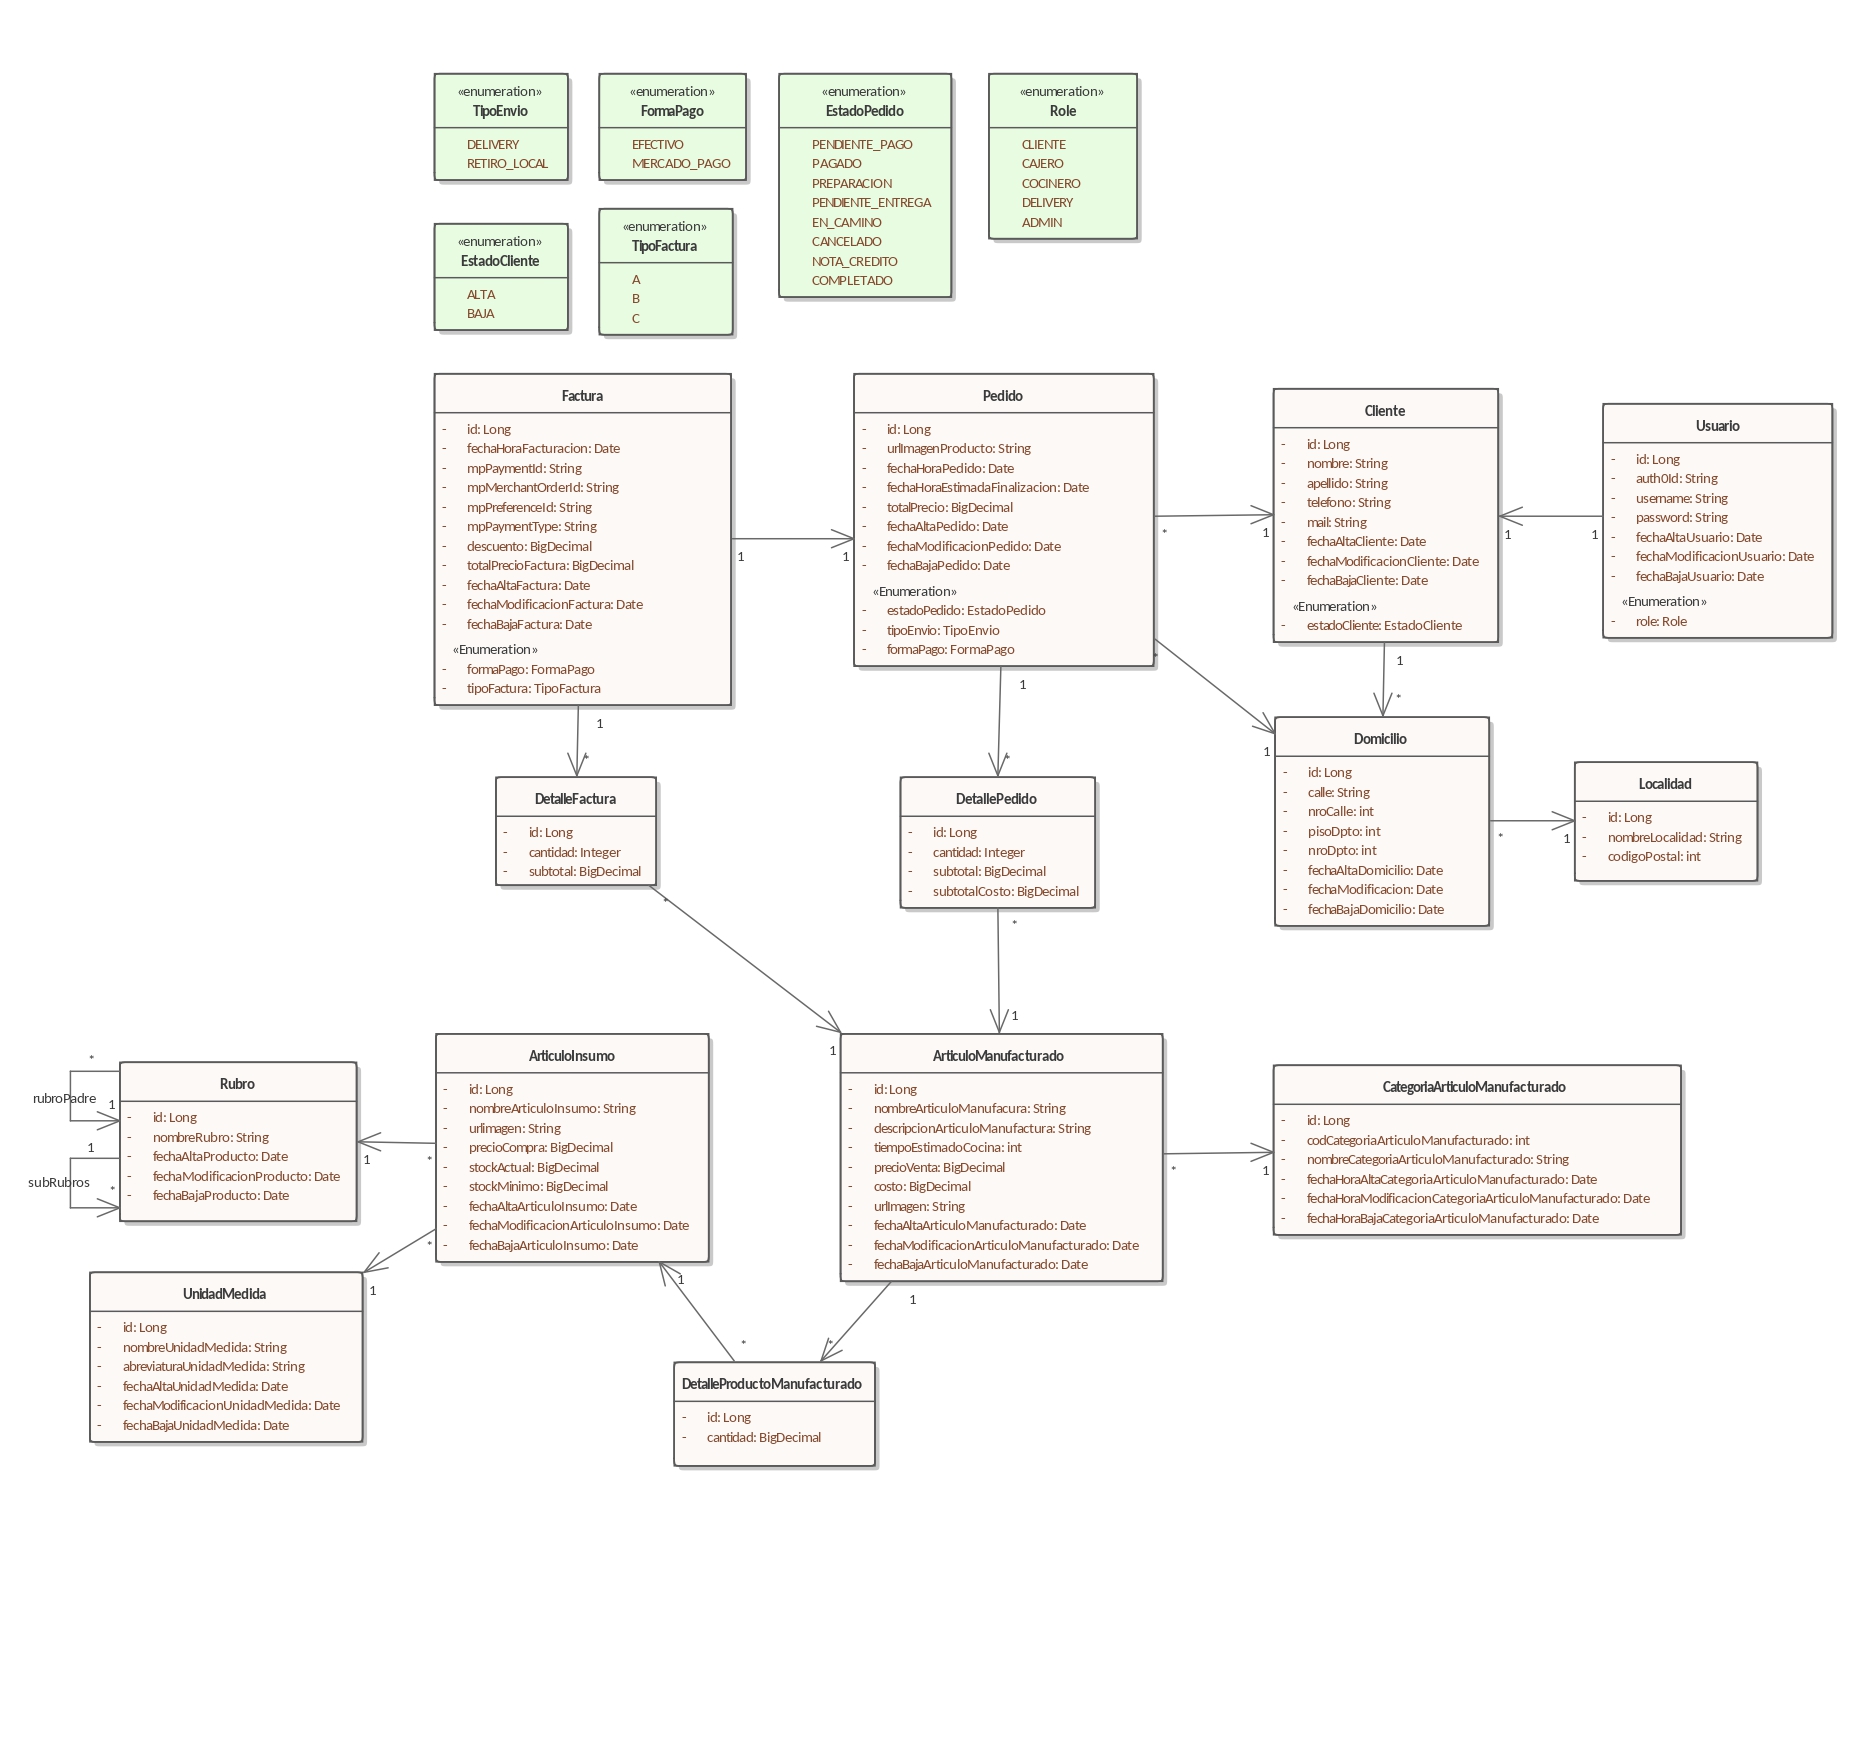 «enumeration»
TipoEnvio
DELIVERY
RETIRO_LOCAL
«enumeration»
FormaPago
EFECTIVO
MERCADO_PAGO
«enumeration»
EstadoPedido
PENDIENTE_PAGO
PAGADO
PREPARACION
PENDIENTE_ENTREGA
EN_CAMINO
CANCELADO
NOTA_CREDITO
COMPLETADO
«enumeration»
Role
CLIENTE
CAJERO
COCINERO
DELIVERY
ADMIN
«enumeration»
EstadoCliente
ALTA
BAJA
«enumeration»
TipoFactura
A
B
C
Factura
- id: Long
- fechaHoraFacturacion: Date
- mpPaymentId: String
- mpMerchantOrderId: String
- mpPreferenceId: String
- mpPaymentType: String
- descuento: BigDecimal
- totalPrecioFactura: BigDecimal
- fechaAltaFactura: Date
- fechaModificacionFactura: Date
- fechaBajaFactura: Date
«Enumeration»
- formaPago: FormaPago
- tipoFactura: TipoFactura
1
1
1
*
Pedido
- id: Long
- urlImagenProducto: String
- fechaHoraPedido: Date
- fechaHoraEstimadaFinalizacion: Date
- totalPrecio: BigDecimal
- fechaAltaPedido: Date
- fechaModificacionPedido: Date
- fechaBajaPedido: Date
«Enumeration»
- estadoPedido: EstadoPedido
- tipoEnvio: TipoEnvio
- formaPago: FormaPago
*
1
*
1
1
*
Cliente
- id: Long
- nombre: String
- apellido: String
- telefono: String
- mail: String
- fechaAltaCliente: Date
- fechaModificacionCliente: Date
- fechaBajaCliente: Date
«Enumeration»
- estadoCliente: EstadoCliente
1
1
1
*
Usuario
- id: Long
- auth0Id: String
- username: String
- password: String
- fechaAltaUsuario: Date
- fechaModificacionUsuario: Date
- fechaBajaUsuario: Date
«Enumeration»
- role: Role
DetalleFactura
- id: Long
- cantidad: Integer
- subtotal: BigDecimal
*
1
DetallePedido
- id: Long
- cantidad: Integer
- subtotal: BigDecimal
- subtotalCosto: BigDecimal
*
1
Domicilio
- id: Long
- calle: String
- nroCalle: int
- pisoDpto: int
- nroDpto: int
- fechaAltaDomicilio: Date
- fechaModificacion: Date
- fechaBajaDomicilio: Date
*
1
Localidad
- id: Long
- nombreLocalidad: String
- codigoPostal: int
*
rubroPadre
1
1
subRubros
*
Rubro
- id: Long
- nombreRubro: String
- fechaAltaProducto: Date
- fechaModificacionProducto: Date
- fechaBajaProducto: Date
1
*
ArticuloInsumo
- id: Long
- nombreArticuloInsumo: String
- urlimagen: String
- precioCompra: BigDecimal
- stockActual: BigDecimal
- stockMinimo: BigDecimal
- fechaAltaArticuloInsumo: Date
- fechaModificacionArticuloInsumo: Date
- fechaBajaArticuloInsumo: Date
*
1
1
*
ArticuloManufacturado
- id: Long
- nombreArticuloManufacura: String
- descripcionArticuloManufactura: String
- tiempoEstimadoCocina: int
- precioVenta: BigDecimal
- costo: BigDecimal
- urlImagen: String
- fechaAltaArticuloManufacturado: Date
- fechaModificacionArticuloManufacturado: Date
- fechaBajaArticuloManufacturado: Date
*
1
1
*
CategoriaArticuloManufacturado
- id: Long
- codCategoriaArticuloManufacturado: int
- nombreCategoriaArticuloManufacturado: String
- fechaHoraAltaCategoriaArticuloManufacturado: Date
- fechaHoraModificacionCategoriaArticuloManufacturado: Date
- fechaHoraBajaCategoriaArticuloManufacturado: Date
UnidadMedida
- id: Long
- nombreUnidadMedida: String
- abreviaturaUnidadMedida: String
- fechaAltaUnidadMedida: Date
- fechaModificacionUnidadMedida: Date
- fechaBajaUnidadMedida: Date
DetalleProductoManufacturado
- id: Long
- cantidad: BigDecimal